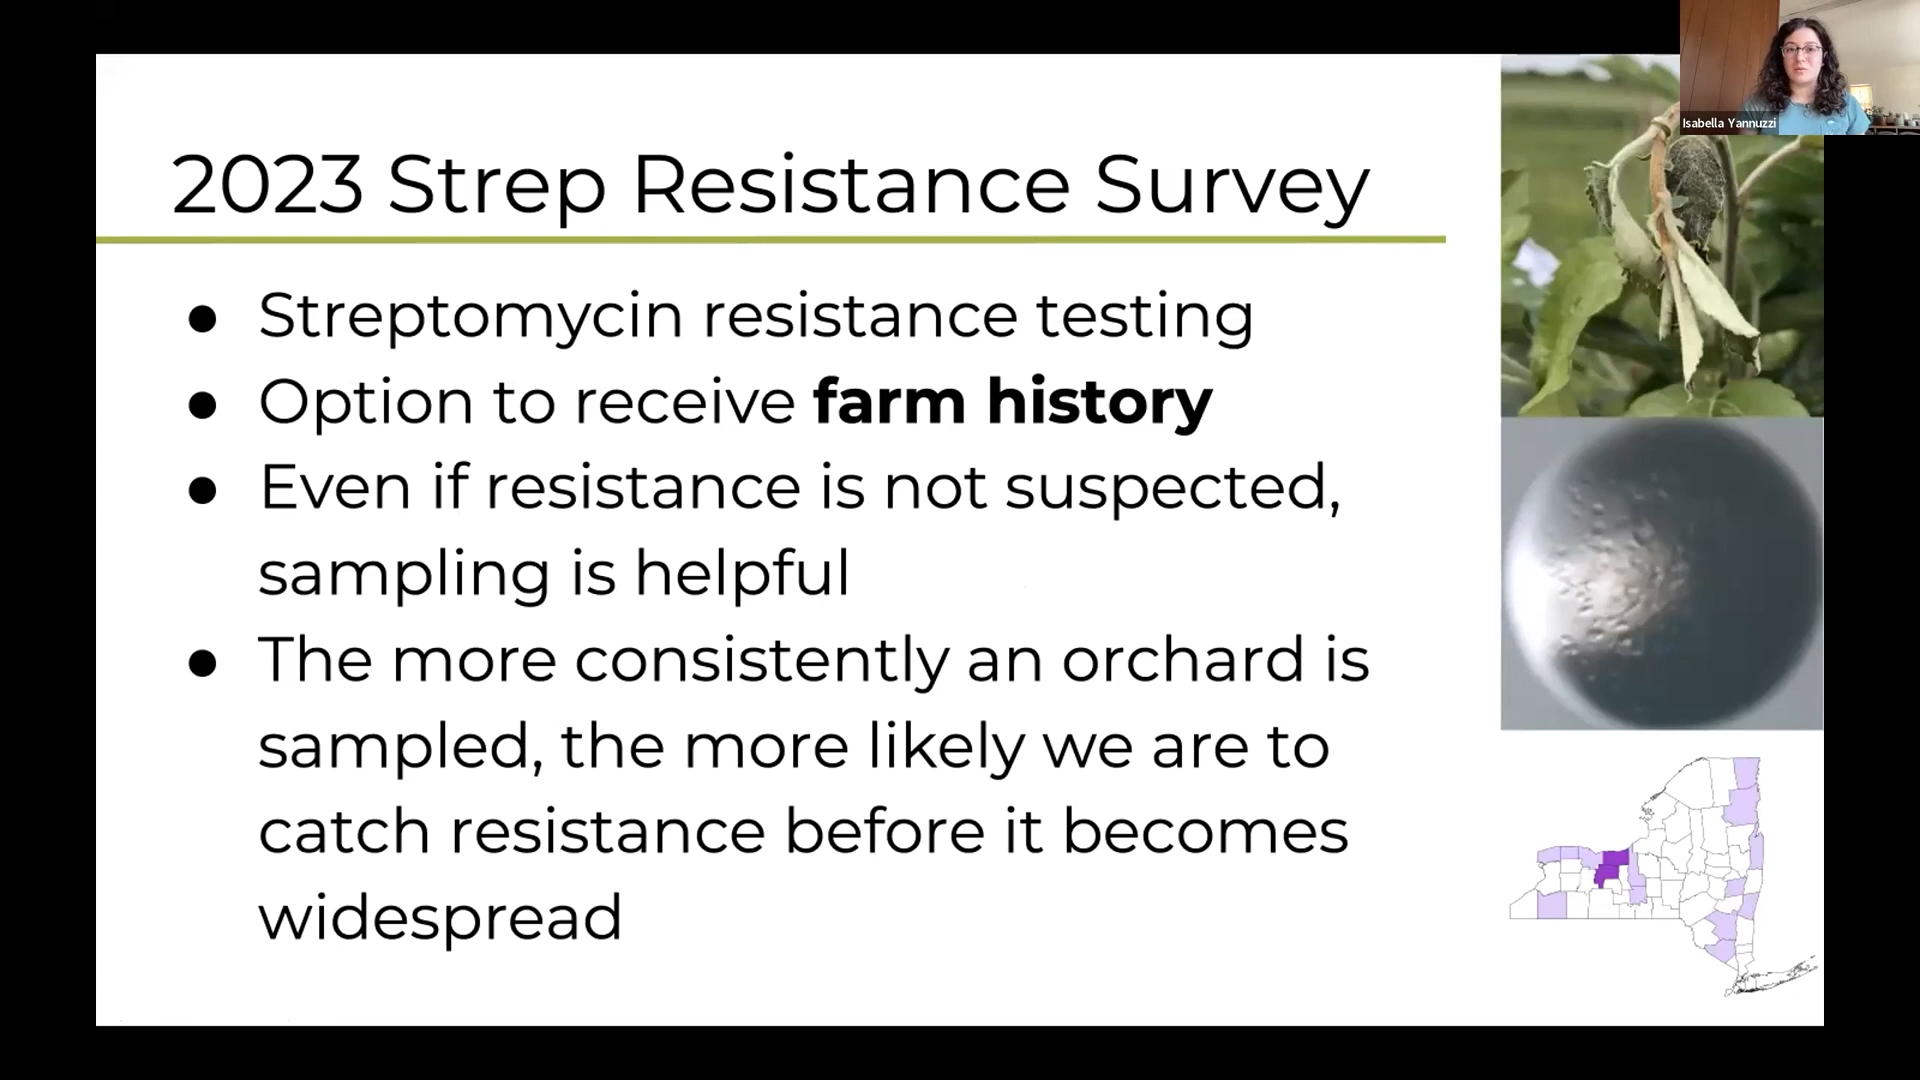 Isabella Yannuzzi
2023 Strep Resistance Survey
● Streptomycin resistance testing
● Option to receive farm history
● Even if resistance is not suspected,
sampling is helpful
● The more consistently an orchard is
sampled, the more likely we are to
catch resistance before it becomes
widespread